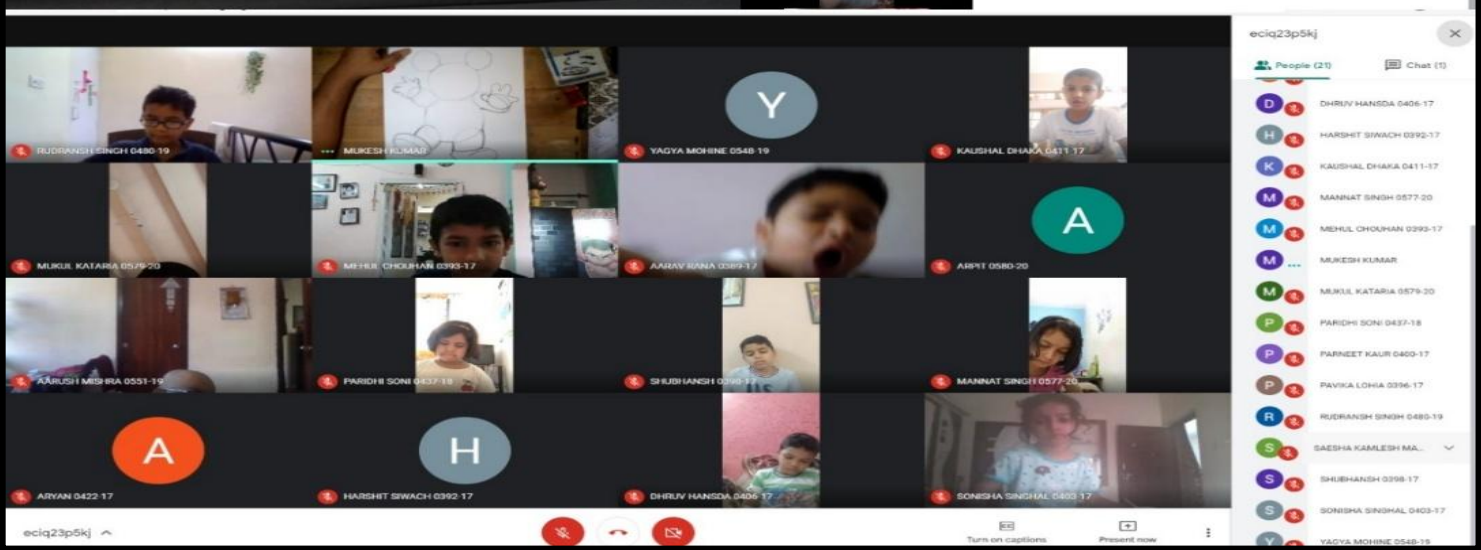 eciq23p5kj
People (21)
Chat (1)
RUDRANSH SINGH 0480-19
MUKESH KUMAR
YAGYA MOHINE 0548-19
KAUSHAL DHAKA 0411-17
MUKUL KATARIA 0579-20
MEHUL CHOUHAN 0393-17
AARAV RANA 0389-17
ARPIT 0580-20
AARUSH MISHRA 0551-19
PARIDHI SONI 0437-18
SHUBHANSH 0398-17
MANNAT SINGH 0577-20
ARYAN 0422-17
HARSHIT SIWACH 0392-17
DHRUV HANSDA 0406-17
SONISHA SINGHAL 0403-17
Y
A
A
H
D DHRUV HANSDA 0406-17
H HARSHIT SIWACH 0392-17
K KAUSHAL DHAKA 0411-17
M MANNAT SINGH 0577-20
M MEHUL CHOUHAN 0393-17
M MUKESH KUMAR
M MUKUL KATARIA 0579-20
P PARIDHI SONI 0437-18
P PARNEET KAUR 0400-17
P PAVIKA LOHIA 0396-17
R RUDRANSH SINGH 0480-19
S SAESHA KAMLESH MA...
S SHUBHANSH 0398-17
S SONISHA SINGHAL 0403-17
Y YAGYA MOHINE 0548-19
eciq23p5kj
Turn on captions
Present now